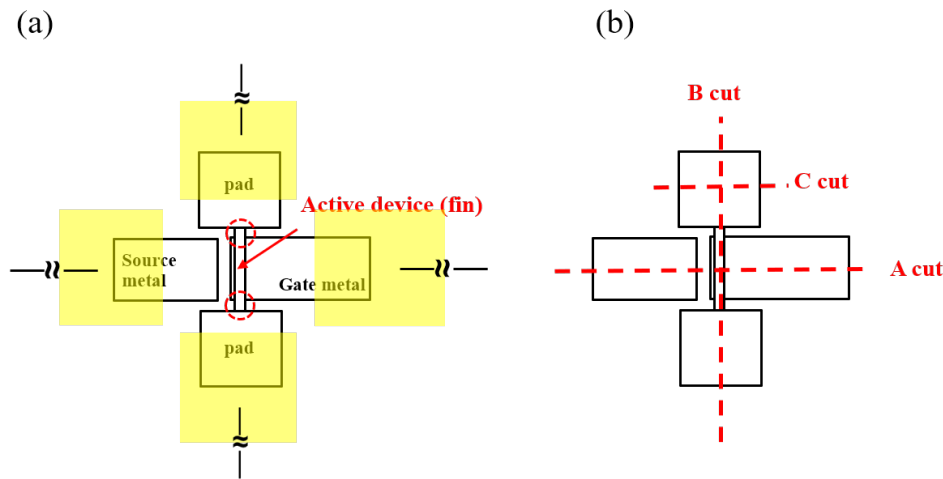 (a)
(b)
B cut
pad
C cut
Active device (fin)
Source
metal
Gate metal
A cut
pad